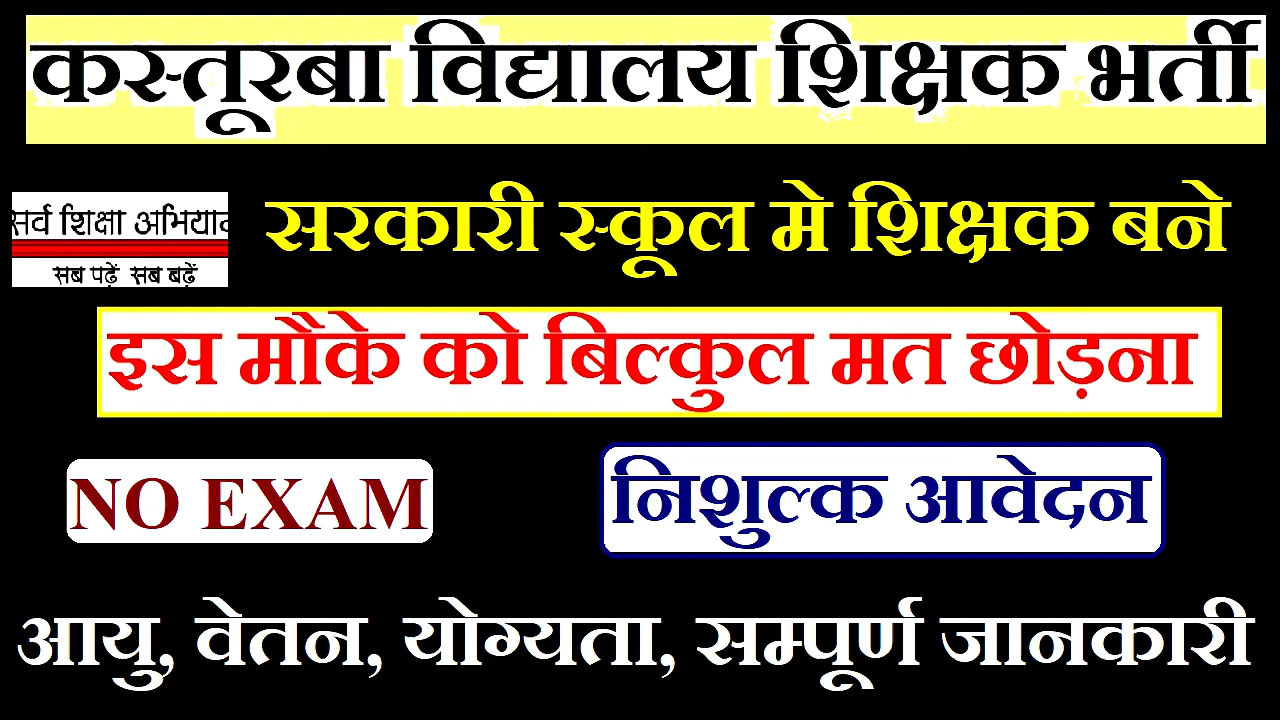 कस्तूरबा विद्यालय शिक्षक भर्ती
सर्व शिक्षा अभियान
सब पढ़ें सब बढ़ें
सरकारी स्कूल मे शिक्षक बने
इस मौके को बिल्कुल मत छोड़ना
NO EXAM
निशुल्क आवेदन
आयु, वेतन, योग्यता, सम्पूर्ण जानकारी